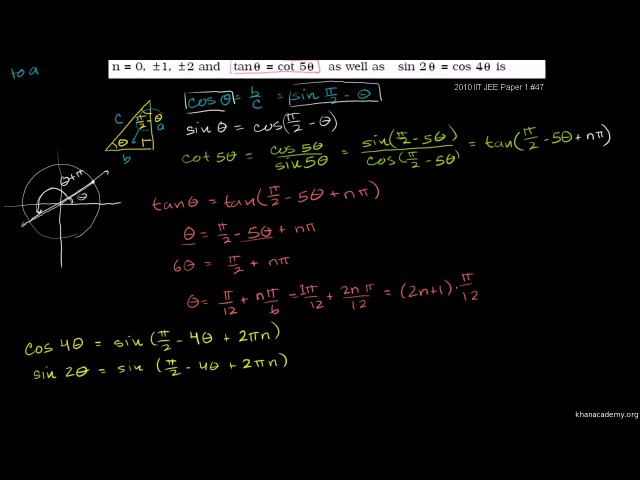 n = 0, ±1, ±2 and tanθ = cot 5θ as well as sin 2θ = cos 4θ is
to a
2010 IIT JEE Paper 1 #47
cos θ = b/c = sin π/2 - θ
c π/2 - θ a
θ b
sin θ = cos(π/2 - θ)
cot 5θ = cos 5θ / sin 5θ = sin(π/2 - 5θ) / cos(π/2 - 5θ) = tan(π/2 - 5θ + nπ)
θ+π
θ
tan θ = tan(π/2 - 5θ + nπ)
θ = π/2 - 5θ + nπ
6θ = π/2 + nπ
θ = π/12 + nπ/6 = 1π/12 + 2nπ/12 = (2n+1)·π/12
cos 4θ = sin (π/2 - 4θ + 2πn)
sin 2θ = sin (π/2 - 4θ + 2πn)
khanacademy.org